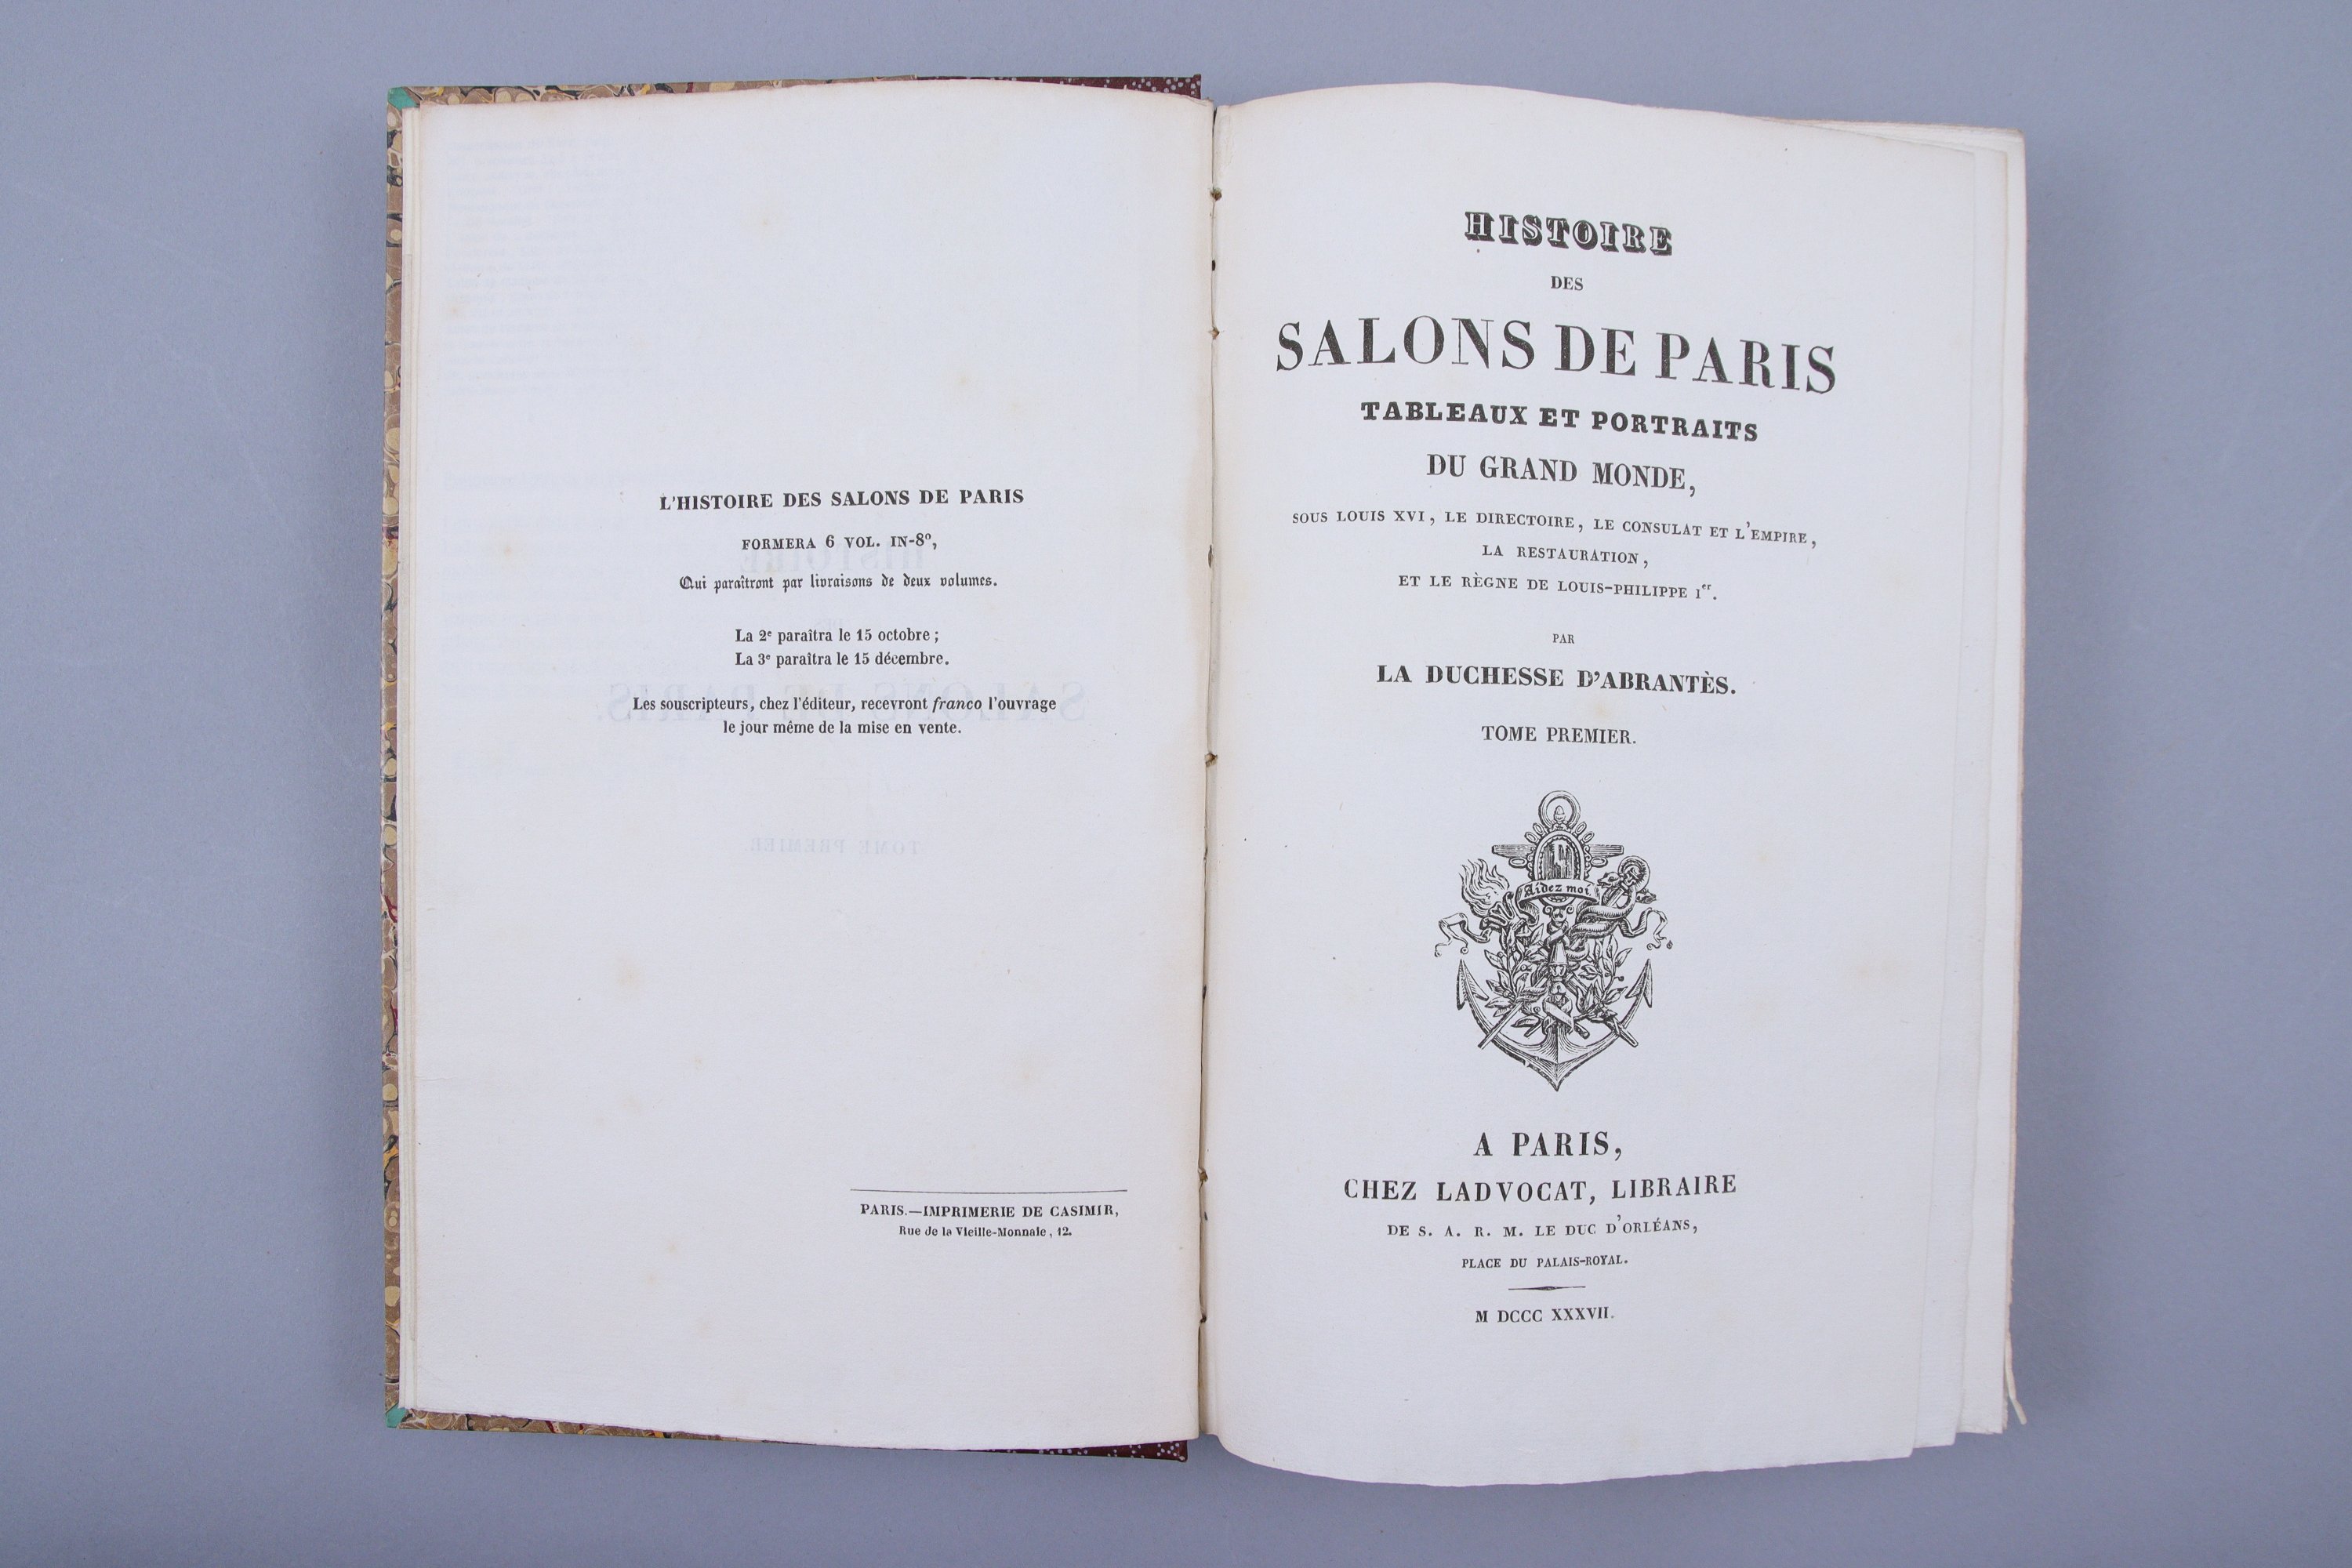 L'HISTOIRE DES SALONS DE PARIS
FORMERA 6 VOL. IN-8º,
Qui paraîtront par livraisons de deux volumes.
La 2e paraîtra le 15 octobre ;
La 3e paraîtra le 15 décembre.
Les souscripteurs, chez l'éditeur, recevront franco l'ouvrage
le jour même de la mise en vente.
PARIS.—IMPRIMERIE DE CASIMIR,
Rue de la Vieille-Monnaie, 12.
HISTOIRE
DES
SALONS DE PARIS
TABLEAUX ET PORTRAITS
DU GRAND MONDE,
SOUS LOUIS XVI, LE DIRECTOIRE, LE CONSULAT ET L'EMPIRE,
LA RESTAURATION,
ET LE RÈGNE DE LOUIS-PHILIPPE Ier.
PAR
LA DUCHESSE D'ABRANTÈS.
TOME PREMIER.
Aidez moi.
A PARIS,
CHEZ LADVOCAT, LIBRAIRE
DE S. A. R. M. LE DUC D'ORLÉANS,
PLACE DU PALAIS-ROYAL.
M DCCC XXXVII.